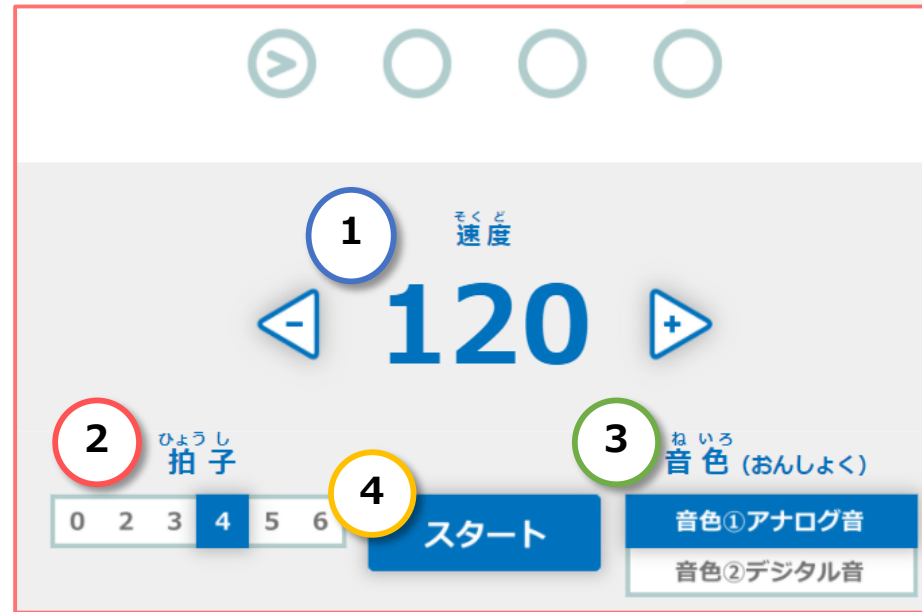 >
1
そくど
速度
- 120 +
2
ひょうし
拍子
3
ねいろ
音色 (おんしょく)
0 2 3 4 5 6
4
スタート
音色①アナログ音
音色②デジタル音